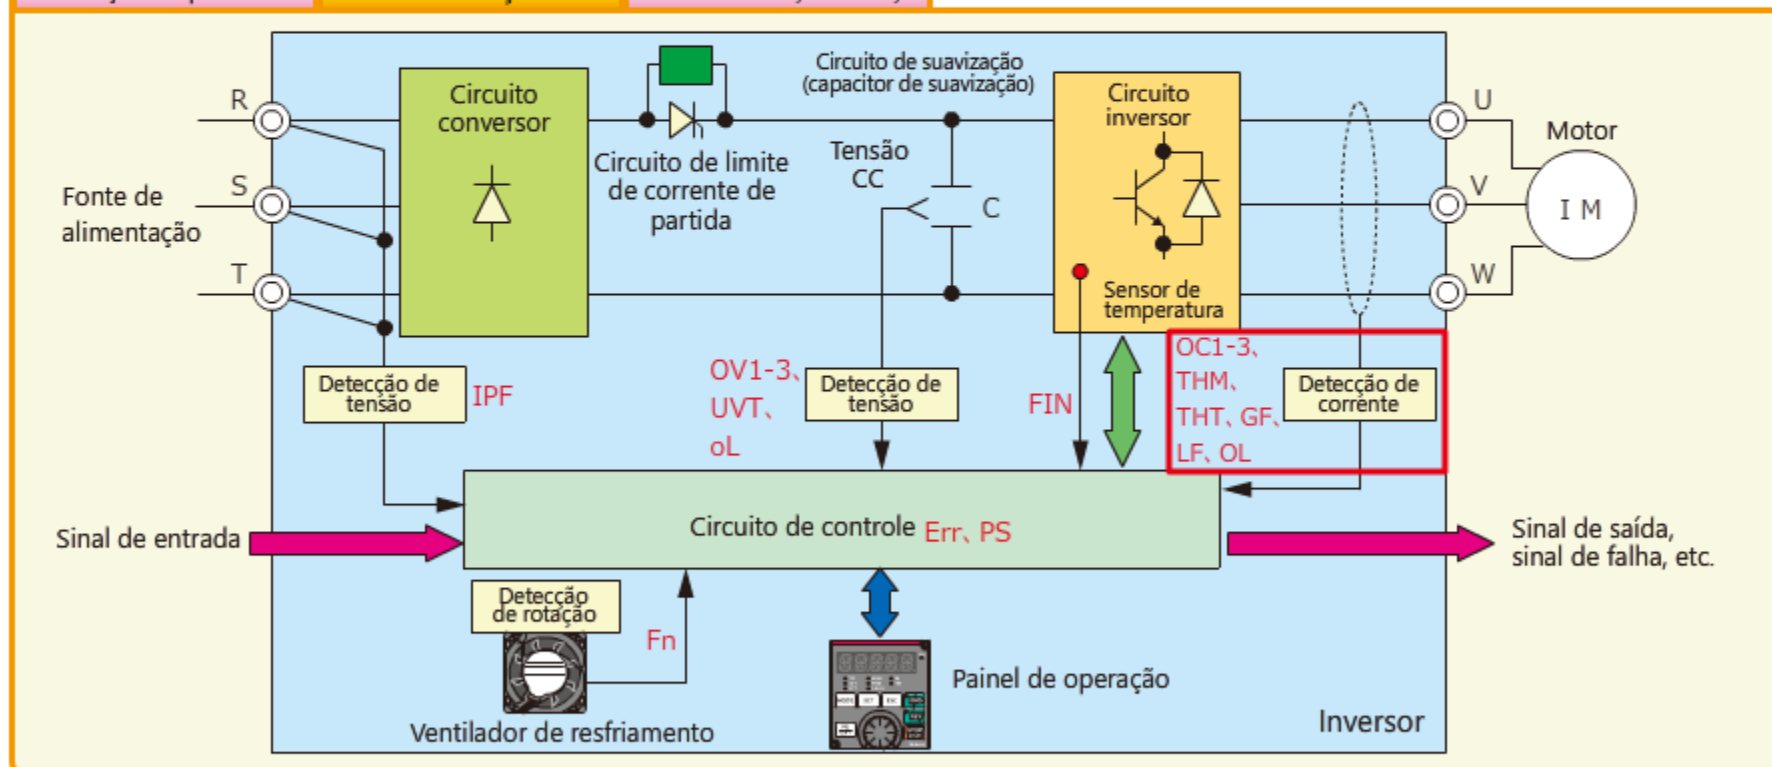 Circuito de suavização
(capacitor de suavização)
Circuito
conversor
Circuito
inversor
R
S
T
U
V
W
Motor
I M
Fonte de
alimentação
Circuito de limite
de corrente de
partida
Tensão
CC
C
Sensor de
temperatura
Detecção de
tensão
IPF
OV1-3、
UVT、
oL
Detecção de
tensão
FIN
OC1-3、
THM、
THT、GF、
LF、OL
Detecção de
corrente
Sinal de entrada
Circuito de controle Err、PS
Sinal de saída,
sinal de falha, etc.
Detecção
de rotação
Fn
Ventilador de resfriamento
Painel de operação
Inversor